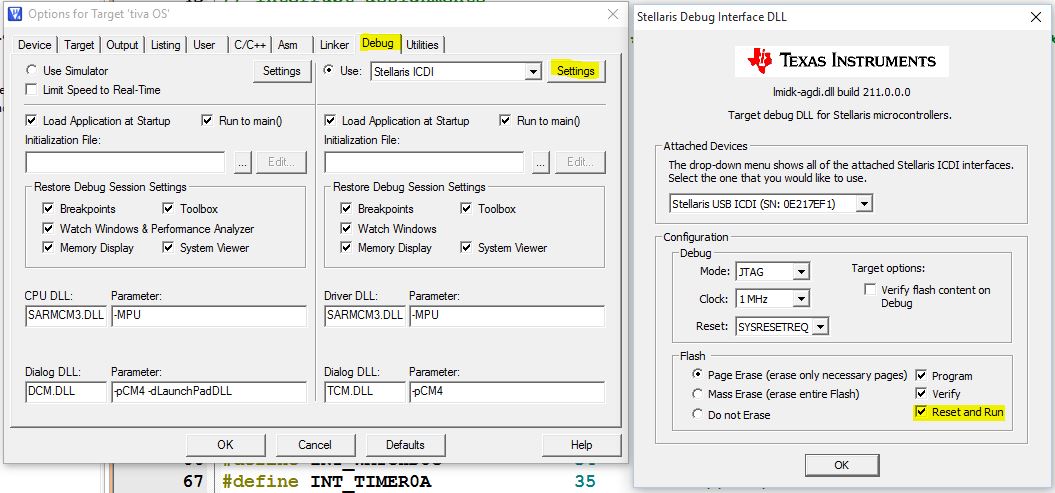 Options for Target 'tiva OS'
Device Target Output Listing User C/C++ Asm Linker Debug Utilities
Use Simulator Settings
Limit Speed to Real-Time
Use: Stellaris ICDI Settings
Load Application at Startup Run to main()
Initialization File:
... Edit...
Load Application at Startup Run to main()
Initialization File:
... Edit...
Restore Debug Session Settings
Breakpoints Toolbox
Watch Windows & Performance Analyzer
Memory Display System Viewer
Restore Debug Session Settings
Breakpoints Toolbox
Watch Windows
Memory Display System Viewer
CPU DLL: Parameter:
SARMCM3.DLL -MPU
Driver DLL: Parameter:
SARMCM3.DLL -MPU
Dialog DLL: Parameter:
DCM.DLL -pCM4 -dLaunchPadDLL
Dialog DLL: Parameter:
TCM.DLL -pCM4
OK Cancel Defaults Help
67 #define INT_TIMER0A 35
Stellaris Debug Interface DLL
TEXAS INSTRUMENTS
lmidk-agdi.dll build 211.0.0.0
Target debug DLL for Stellaris microcontrollers.
Attached Devices
The drop-down menu shows all of the attached Stellaris ICDI interfaces.
Select the one that you would like to use.
Stellaris USB ICDI (SN: 0E217EF1)
Configuration
Debug
Mode: JTAG
Clock: 1 MHz
Reset: SYSRESETREQ
Target options:
Verify flash content on
Debug
Flash
Page Erase (erase only necessary pages)
Mass Erase (erase entire Flash)
Do not Erase
Program
Verify
Reset and Run
OK